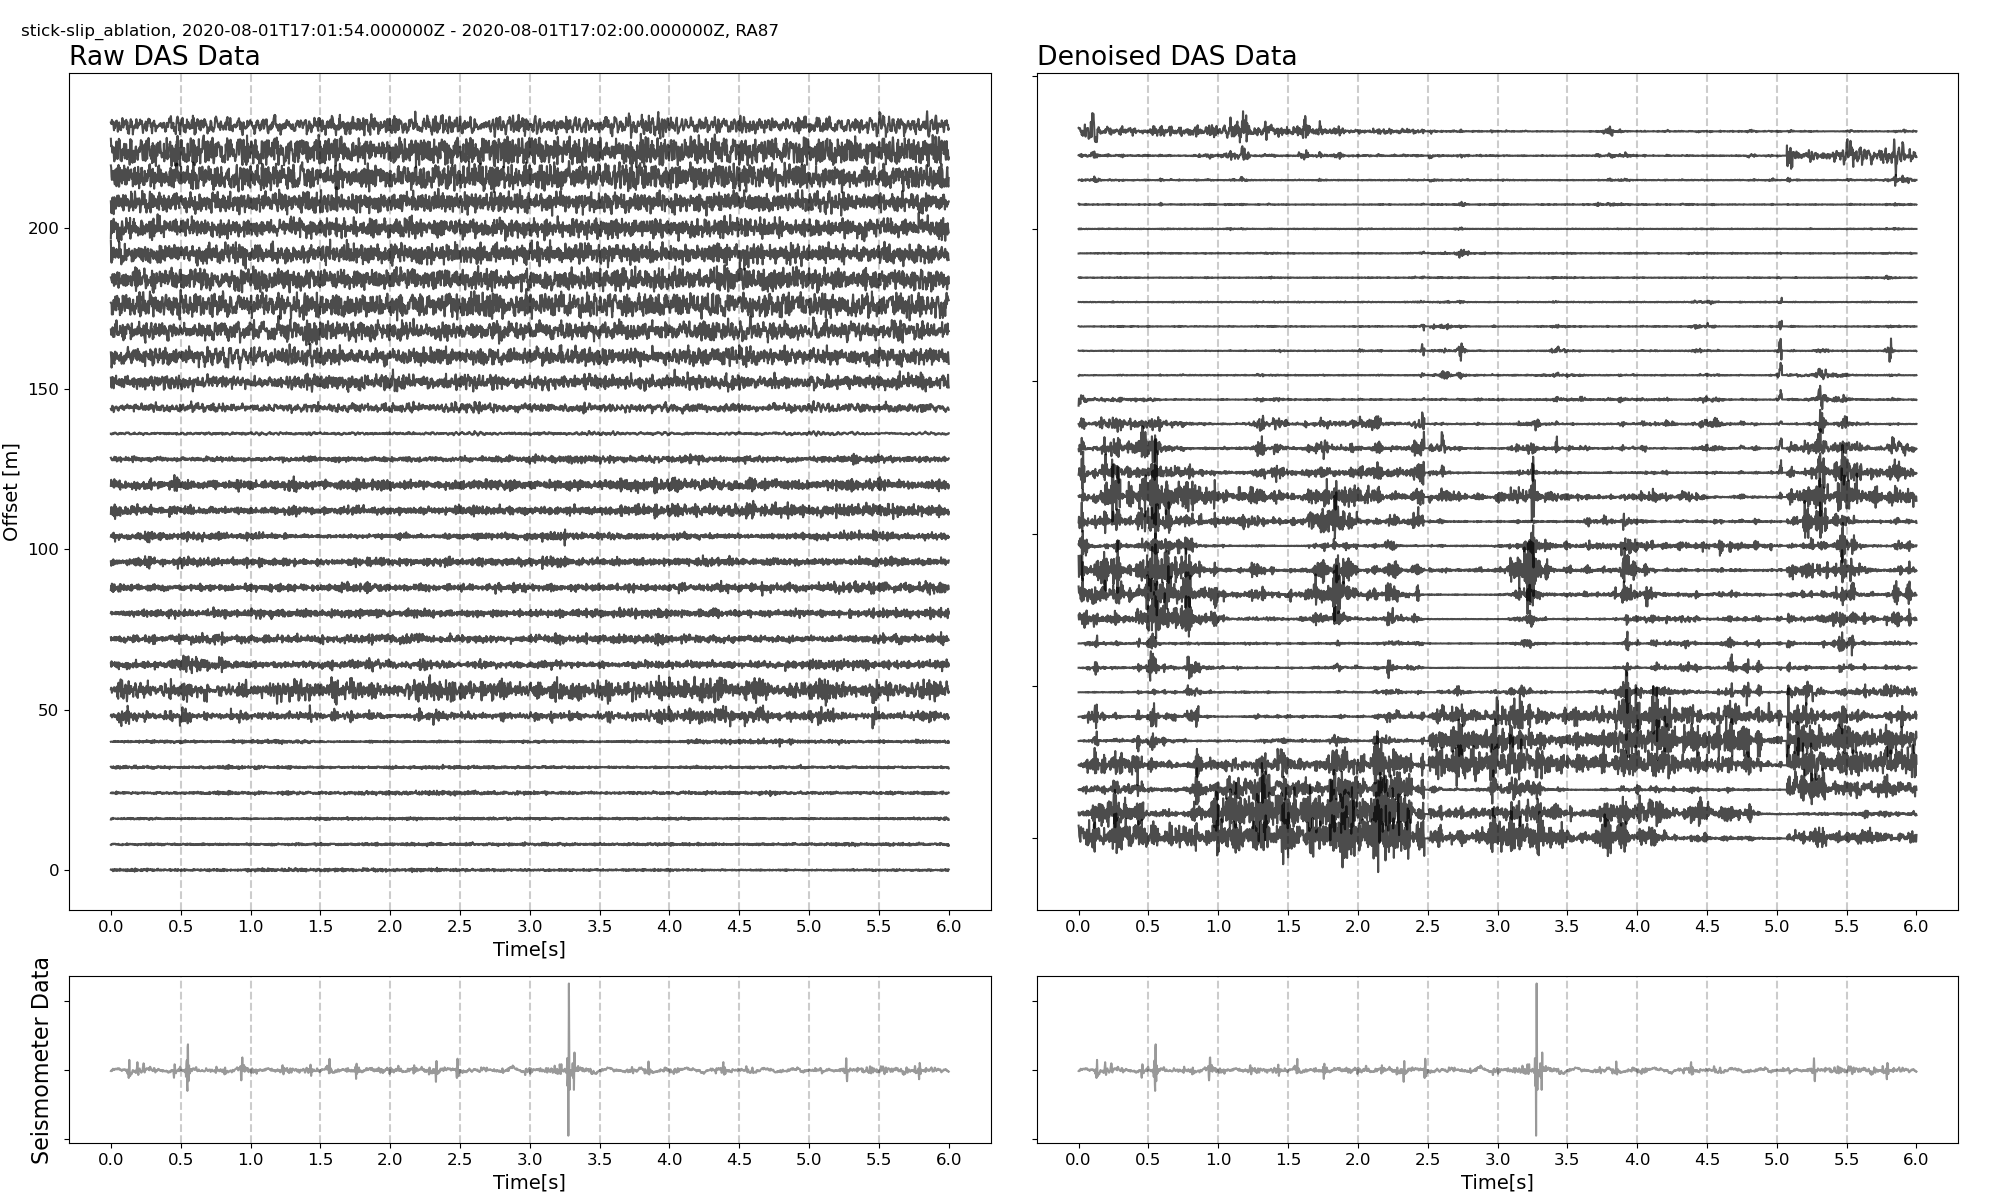 stick-slip_ablation, 2020-08-01T17:01:54.000000Z - 2020-08-01T17:02:00.000000Z, RA87
Raw DAS Data
Denoised DAS Data
Offset [m]
200
150
100
50
0
0.0 0.5 1.0 1.5 2.0 2.5 3.0 3.5 4.0 4.5 5.0 5.5 6.0
Time[s]
0.0 0.5 1.0 1.5 2.0 2.5 3.0 3.5 4.0 4.5 5.0 5.5 6.0
Seismometer Data
0.0 0.5 1.0 1.5 2.0 2.5 3.0 3.5 4.0 4.5 5.0 5.5 6.0
Time[s]
0.0 0.5 1.0 1.5 2.0 2.5 3.0 3.5 4.0 4.5 5.0 5.5 6.0
Time[s]